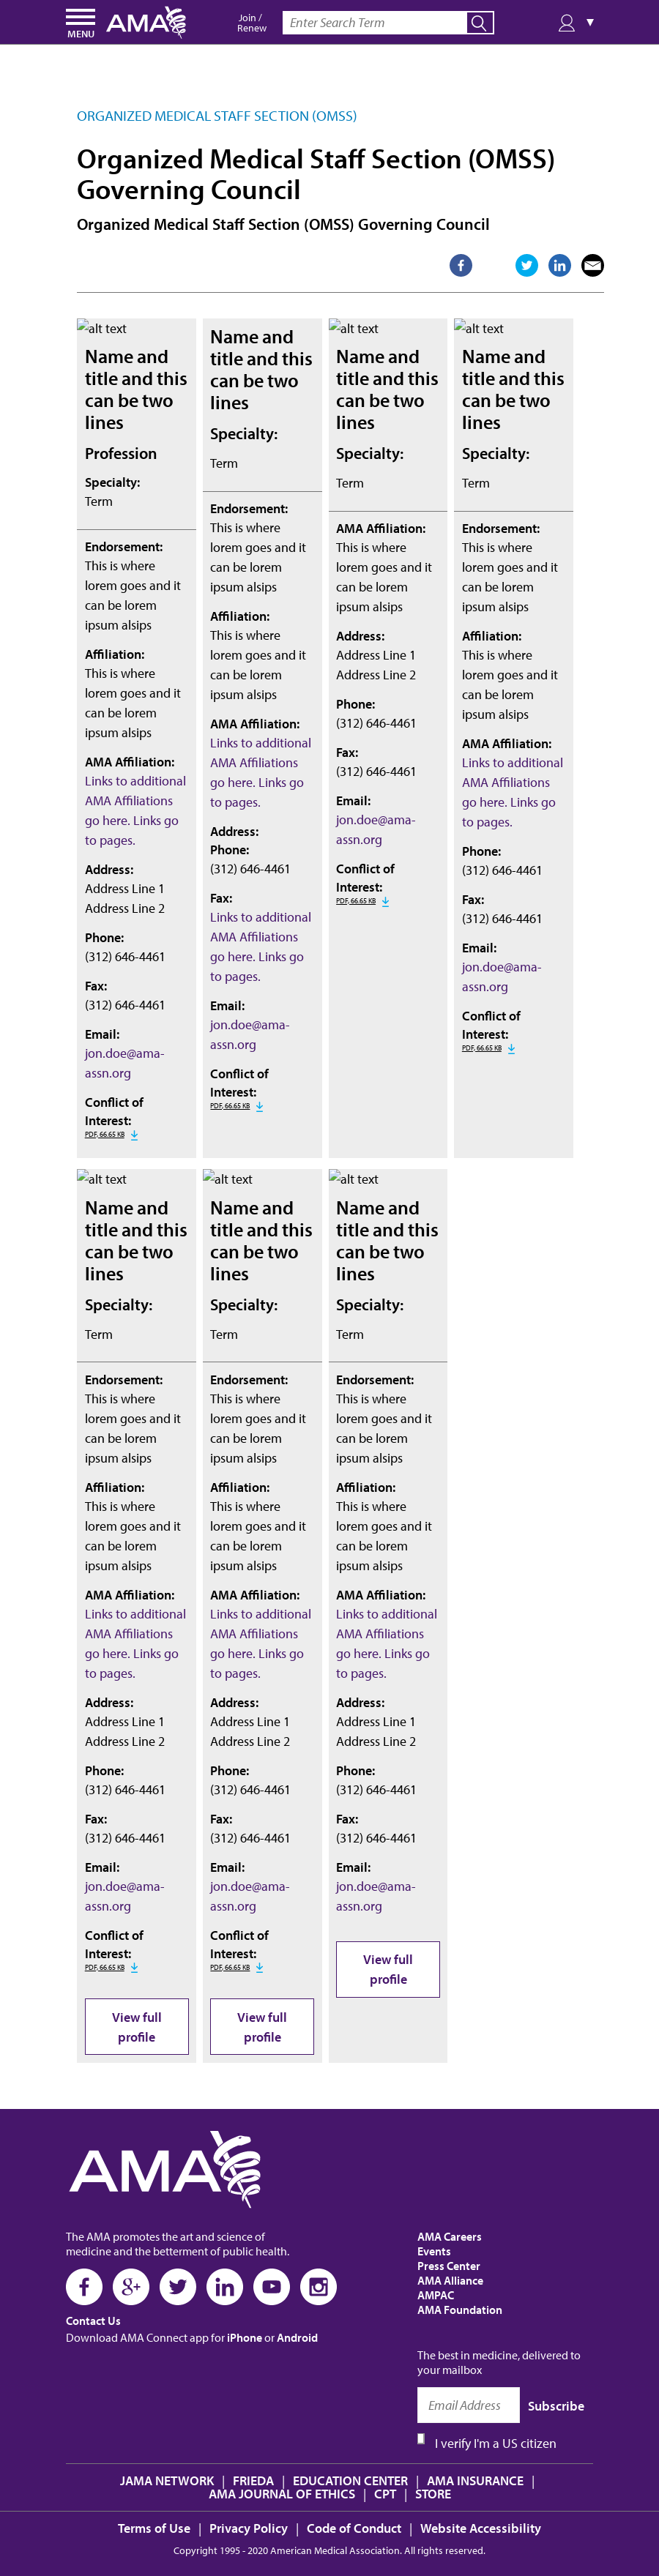 MENU
AMA
Join /
Renew
Enter Search Term
▼
ORGANIZED MEDICAL STAFF SECTION (OMSS)
Organized Medical Staff Section (OMSS)
Governing Council
Organized Medical Staff Section (OMSS) Governing Council
alt text
Name and
title and this
can be two
lines
Profession
Specialty:
Term
Endorsement:
This is where
lorem goes and it
can be lorem
ipsum alsips
Affiliation:
This is where
lorem goes and it
can be lorem
ipsum alsips
AMA Affiliation:
Links to additional
AMA Affiliations
go here. Links go
to pages.
Address:
Address Line 1
Address Line 2
Phone:
(312) 646-4461
Fax:
(312) 646-4461
Email:
jon.doe@ama-
assn.org
Conflict of
Interest:
PDF, 66.65 KB
Name and
title and this
can be two
lines
Specialty:
Term
Endorsement:
This is where
lorem goes and it
can be lorem
ipsum alsips
Affiliation:
This is where
lorem goes and it
can be lorem
ipsum alsips
AMA Affiliation:
Links to additional
AMA Affiliations
go here. Links go
to pages.
Address:
Phone:
(312) 646-4461
Fax:
Links to additional
AMA Affiliations
go here. Links go
to pages.
Email:
jon.doe@ama-
assn.org
Conflict of
Interest:
PDF, 66.65 KB
alt text
Name and
title and this
can be two
lines
Specialty:
Term
AMA Affiliation:
This is where
lorem goes and it
can be lorem
ipsum alsips
Address:
Address Line 1
Address Line 2
Phone:
(312) 646-4461
Fax:
(312) 646-4461
Email:
jon.doe@ama-
assn.org
Conflict of
Interest:
PDF, 66.65 KB
alt text
Name and
title and this
can be two
lines
Specialty:
Term
Endorsement:
This is where
lorem goes and it
can be lorem
ipsum alsips
Affiliation:
This is where
lorem goes and it
can be lorem
ipsum alsips
AMA Affiliation:
Links to additional
AMA Affiliations
go here. Links go
to pages.
Phone:
(312) 646-4461
Fax:
(312) 646-4461
Email:
jon.doe@ama-
assn.org
Conflict of
Interest:
PDF, 66.65 KB
alt text
Name and
title and this
can be two
lines
Specialty:
Term
Endorsement:
This is where
lorem goes and it
can be lorem
ipsum alsips
Affiliation:
This is where
lorem goes and it
can be lorem
ipsum alsips
AMA Affiliation:
Links to additional
AMA Affiliations
go here. Links go
to pages.
Address:
Address Line 1
Address Line 2
Phone:
(312) 646-4461
Fax:
(312) 646-4461
Email:
jon.doe@ama-
assn.org
Conflict of
Interest:
PDF, 66.65 KB
View full
profile
alt text
Name and
title and this
can be two
lines
Specialty:
Term
Endorsement:
This is where
lorem goes and it
can be lorem
ipsum alsips
Affiliation:
This is where
lorem goes and it
can be lorem
ipsum alsips
AMA Affiliation:
Links to additional
AMA Affiliations
go here. Links go
to pages.
Address:
Address Line 1
Address Line 2
Phone:
(312) 646-4461
Fax:
(312) 646-4461
Email:
jon.doe@ama-
assn.org
Conflict of
Interest:
PDF, 66.65 KB
View full
profile
alt text
Name and
title and this
can be two
lines
Specialty:
Term
Endorsement:
This is where
lorem goes and it
can be lorem
ipsum alsips
Affiliation:
This is where
lorem goes and it
can be lorem
ipsum alsips
AMA Affiliation:
Links to additional
AMA Affiliations
go here. Links go
to pages.
Address:
Address Line 1
Address Line 2
Phone:
(312) 646-4461
Fax:
(312) 646-4461
Email:
jon.doe@ama-
assn.org
View full
profile
AMA
The AMA promotes the art and science of
medicine and the betterment of public health.
Contact Us
Download AMA Connect app for iPhone or Android
AMA Careers
Events
Press Center
AMA Alliance
AMPAC
AMA Foundation
The best in medicine, delivered to
your mailbox
Email Address
Subscribe
I verify I'm a US citizen
JAMA NETWORK | FRIEDA | EDUCATION CENTER | AMA INSURANCE |
AMA JOURNAL OF ETHICS | CPT | STORE
Terms of Use | Privacy Policy | Code of Conduct | Website Accessibility
Copyright 1995 - 2020 American Medical Association. All rights reserved.